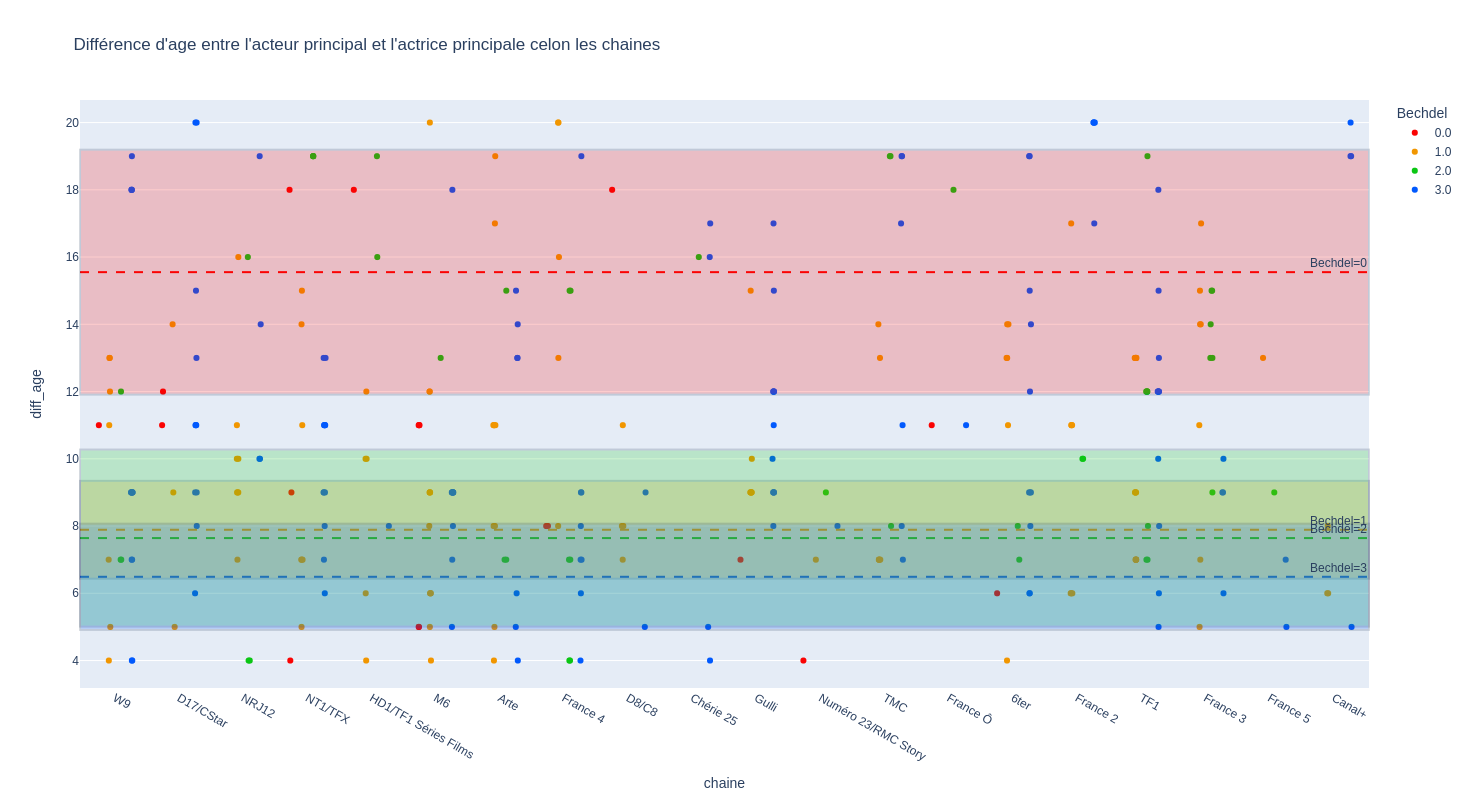 Différence d'age entre l'acteur principal et l'actrice principale celon les chaines
Bechdel
0.0
1.0
2.0
3.0
20
18
16
14
12
10
8
6
4
diff_age
Bechdel=0
Bechdel=1
Bechdel=2
Bechdel=3
W9
D17/CStar
NRJ12
NT1/TFX
HD1/TF1 Séries Films
M6
Arte
France 4
D8/C8
Chérie 25
Gulli
Numéro 23/RMC Story
TMC
France Ô
6ter
France 2
TF1
France 3
France 5
Canal+
chaine